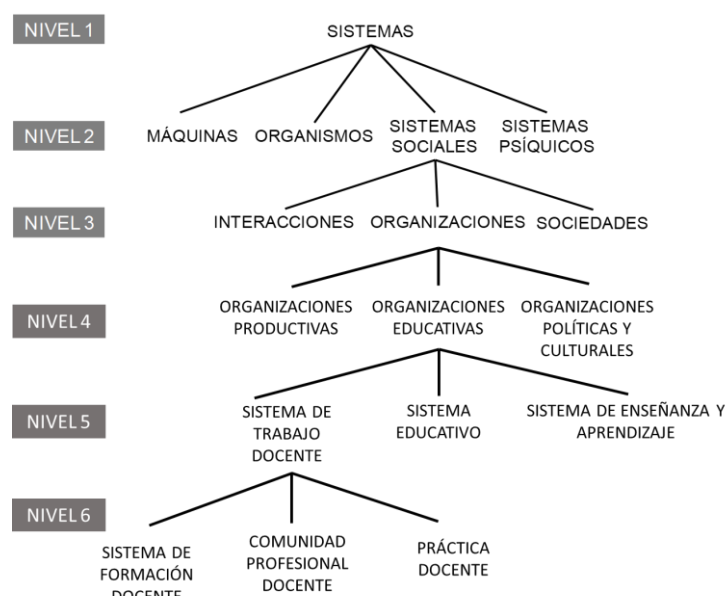 NIVEL 1
SISTEMAS
NIVEL 2
MÁQUINAS
ORGANISMOS
SISTEMAS
SOCIALES
SISTEMAS
PSÍQUICOS
NIVEL 3
INTERACCIONES
ORGANIZACIONES
SOCIEDADES
NIVEL 4
ORGANIZACIONES
PRODUCTIVAS
ORGANIZACIONES
EDUCATIVAS
ORGANIZACIONES
POLÍTICAS Y
CULTURALES
NIVEL 5
SISTEMA DE
TRABAJO
DOCENTE
SISTEMA
EDUCATIVO
SISTEMA DE ENSEÑANZA Y
APRENDIZAJE
NIVEL 6
SISTEMA DE
FORMACIÓN
DOCENTE
COMUNIDAD
PROFESIONAL
DOCENTE
PRÁCTICA
DOCENTE